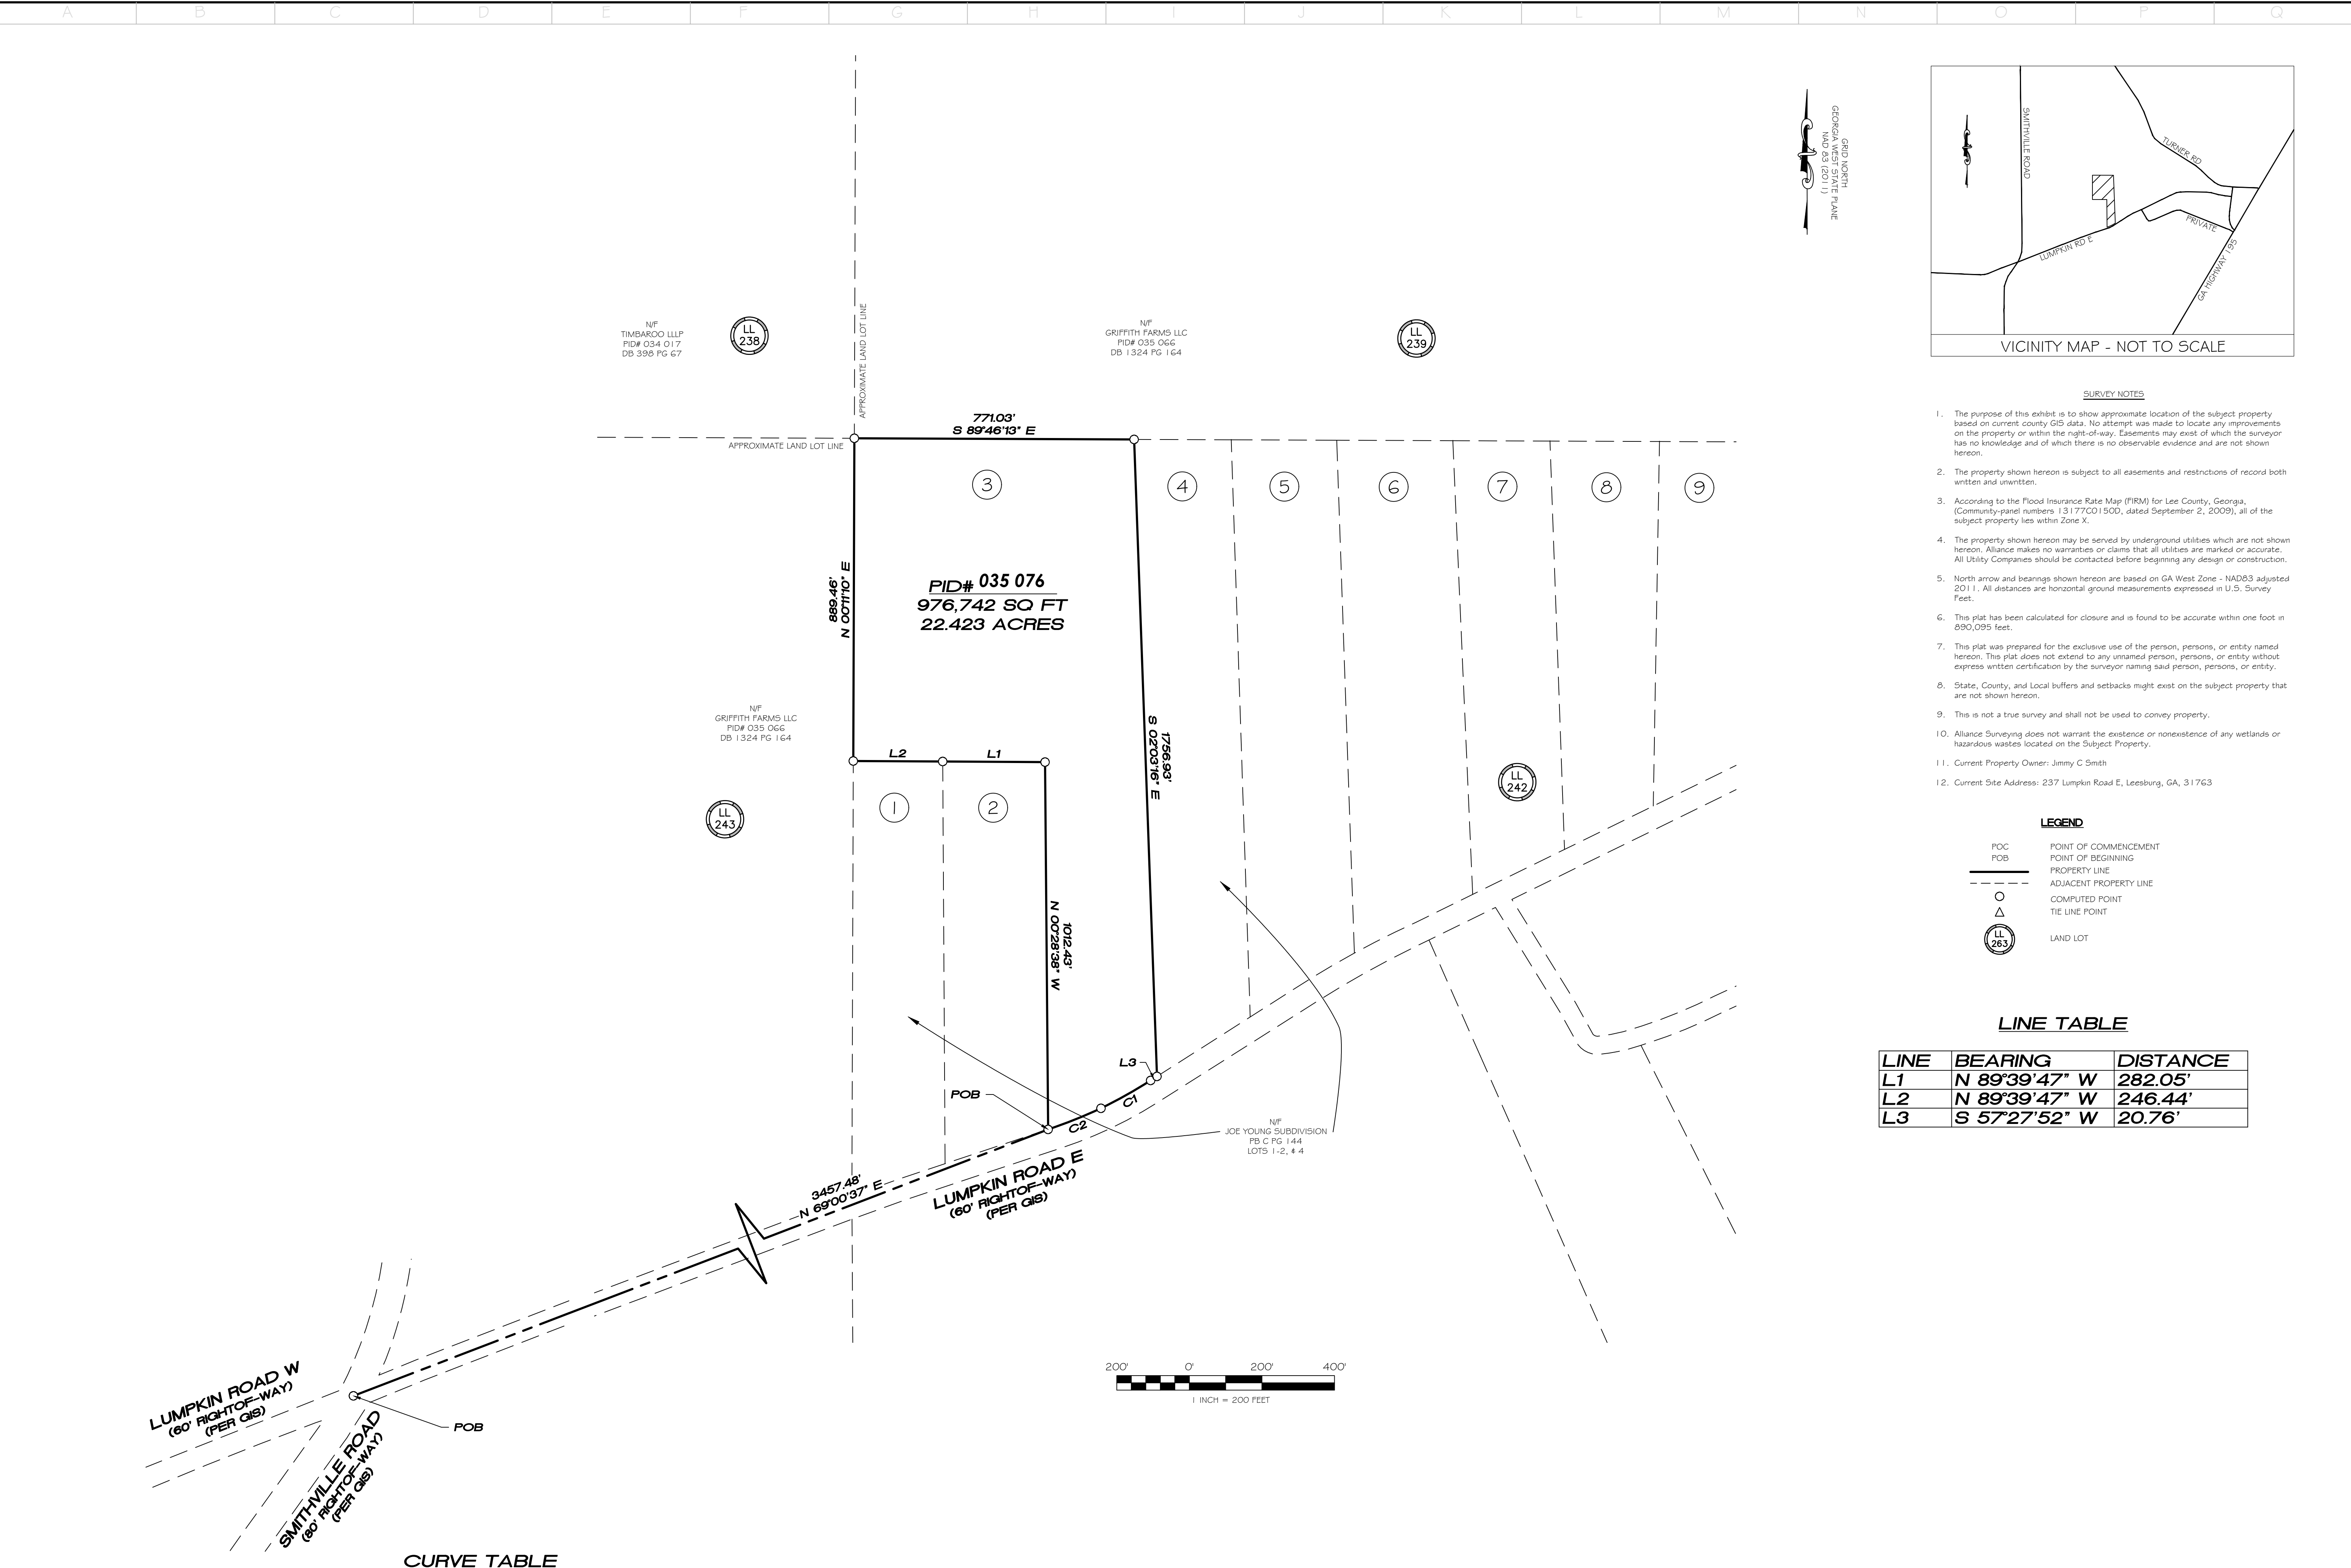 A B C D E F G H I J K L M N O P Q
GRID NORTH
GEORGIA WEST STATE PLANE
NAD 83 (2011)
SMITHVILLE ROAD
TURNER RD
PRIVATE
LUMPKIN RD E
GA HIGHWAY 195
VICINITY MAP - NOT TO SCALE
N/F
TIMBAROO LLLP
PID# 034 017
DB 398 PG 67
LL
238
APPROXIMATE LAND LOT LINE
N/F
GRIFFITH FARMS LLC
PID# 035 066
DB 1324 PG 164
LL
239
771.03'
S 89°46'13" E
APPROXIMATE LAND LOT LINE
3
4
5
6
7
8
9
889.46'
N 00°11'10" E
PID# 035 076
976,742 SQ FT
22.423 ACRES
N/F
GRIFFITH FARMS LLC
PID# 035 066
DB 1324 PG 164
L2
L1
1756.93'
S 02°03'16" E
LL
243
1
2
LL
242
1012.43'
N 00°28'38" W
L3
POB
C1
C2
N/F
JOE YOUNG SUBDIVISION
PB C PG 144
LOTS 1-2, & 4
3457.48'
N 69°00'37" E
LUMPKIN ROAD E
(60' RIGHTOF-WAY)
(PER GIS)
LUMPKIN ROAD W
(60' RIGHTOF-WAY)
(PER GIS)
POB
SMITHVILLE ROAD
(80' RIGHTOF-WAY)
(PER GIS)
200' 0' 200' 400'
1 INCH = 200 FEET
CURVE TABLE
SURVEY NOTES
1. The purpose of this exhibit is to show approximate location of the subject property
based on current county GIS data. No attempt was made to locate any improvements
on the property or within the right-of-way. Easements may exist of which the surveyor
has no knowledge and of which there is no observable evidence and are not shown
hereon.
2. The property shown hereon is subject to all easements and restrictions of record both
written and unwritten.
3. According to the Flood Insurance Rate Map (FIRM) for Lee County, Georgia,
(Community-panel numbers 13177C0150D, dated September 2, 2009), all of the
subject property lies within Zone X.
4. The property shown hereon may be served by underground utilities which are not shown
hereon. Alliance makes no warranties or claims that all utilities are marked or accurate.
All Utility Companies should be contacted before beginning any design or construction.
5. North arrow and bearings shown hereon are based on GA West Zone - NAD83 adjusted
2011. All distances are horizontal ground measurements expressed in U.S. Survey
Feet.
6. This plat has been calculated for closure and is found to be accurate within one foot in
890,095 feet.
7. This plat was prepared for the exclusive use of the person, persons, or entity named
hereon. This plat does not extend to any unnamed person, persons, or entity without
express written certification by the surveyor naming said person, persons, or entity.
8. State, County, and Local buffers and setbacks might exist on the subject property that
are not shown hereon.
9. This is not a true survey and shall not be used to convey property.
10. Alliance Surveying does not warrant the existence or nonexistence of any wetlands or
hazardous wastes located on the Subject Property.
11. Current Property Owner: Jimmy C Smith
12. Current Site Address: 237 Lumpkin Road E, Leesburg, GA, 31763
LEGEND
POC POINT OF COMMENCEMENT
POB POINT OF BEGINNING
PROPERTY LINE
ADJACENT PROPERTY LINE
COMPUTED POINT
TIE LINE POINT
LL
263
LAND LOT
LINE TABLE
LINE BEARING DISTANCE
L1 N 89°39'47" W 282.05'
L2 N 89°39'47" W 246.44'
L3 S 57°27'52" W 20.76'